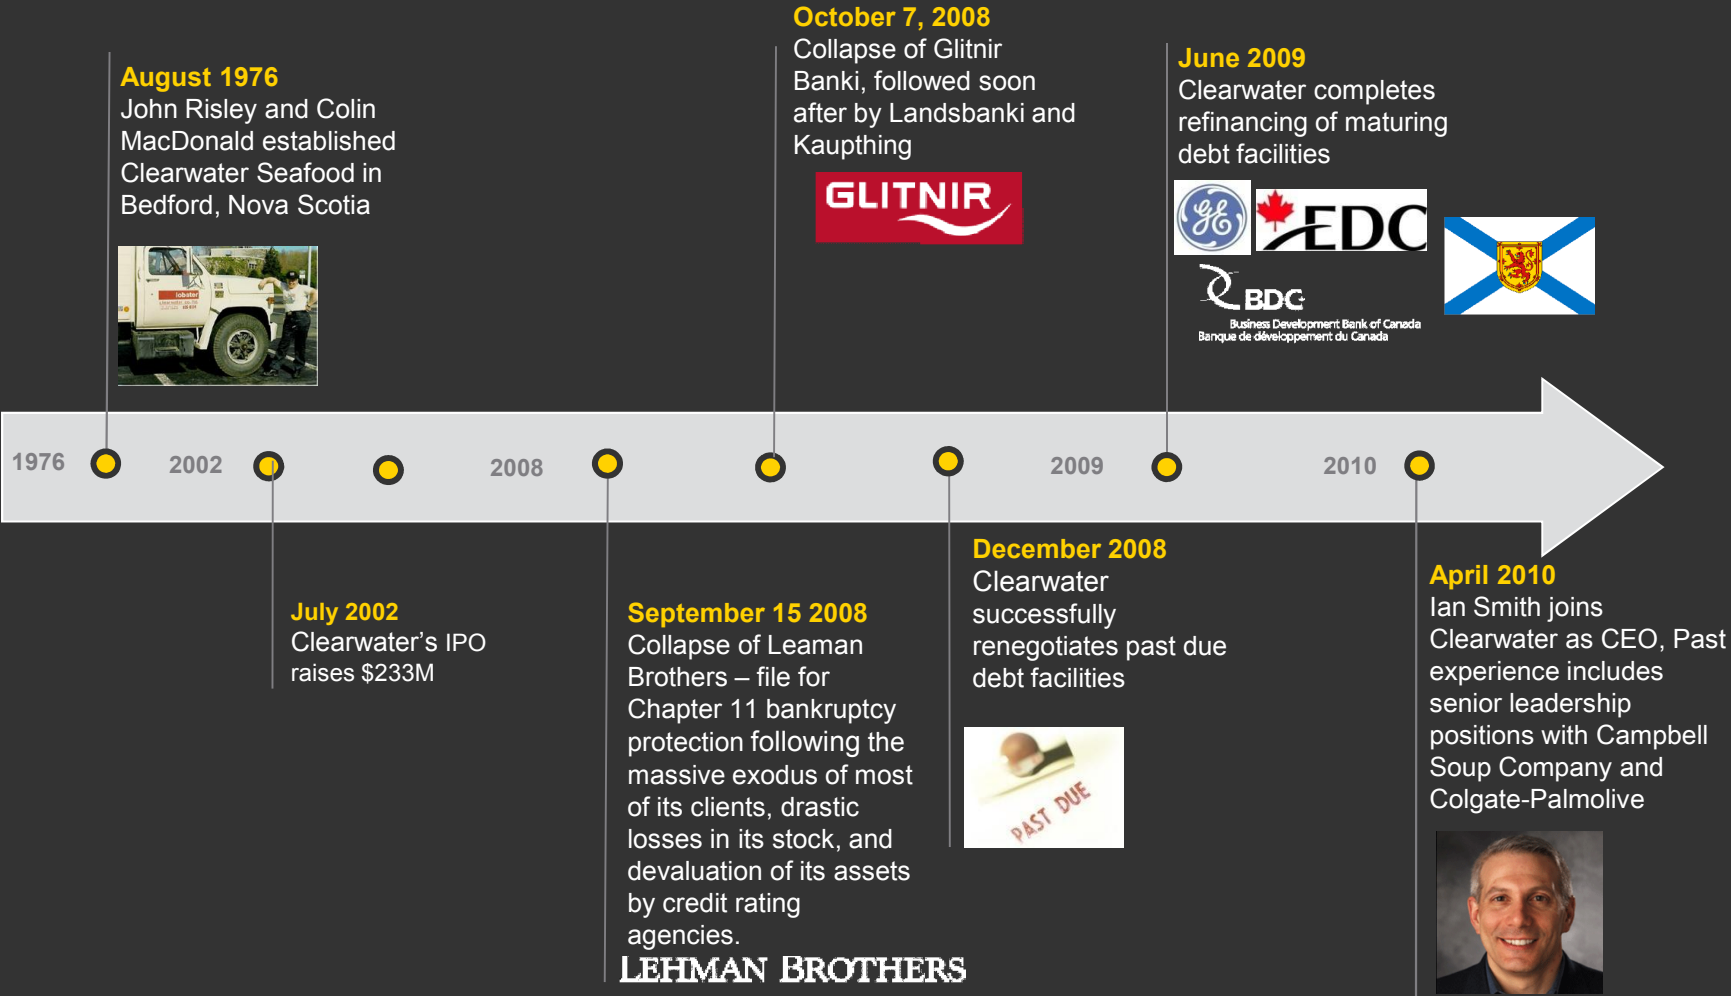 October 7, 2008
Collapse of Glitnir
Banki, followed soon
after by Landsbanki and
Kaupthing
GLITNIR
June 2009
Clearwater completes
refinancing of maturing
debt facilities
GE
EDC
BDC
Business Development Bank of Canada
Banque de développement du Canada
August 1976
John Risley and Colin
MacDonald established
Clearwater Seafood in
Bedford, Nova Scotia
lobster
1976
2002
2008
2009
2010
July 2002
Clearwater's IPO
raises $233M
September 15 2008
Collapse of Leaman
Brothers – file for
Chapter 11 bankruptcy
protection following the
massive exodus of most
of its clients, drastic
losses in its stock, and
devaluation of its assets
by credit rating
agencies.
LEHMAN BROTHERS
December 2008
Clearwater
successfully
renegotiates past due
debt facilities
PAST DUE
April 2010
Ian Smith joins
Clearwater as CEO, Past
experience includes
senior leadership
positions with Campbell
Soup Company and
Colgate-Palmolive